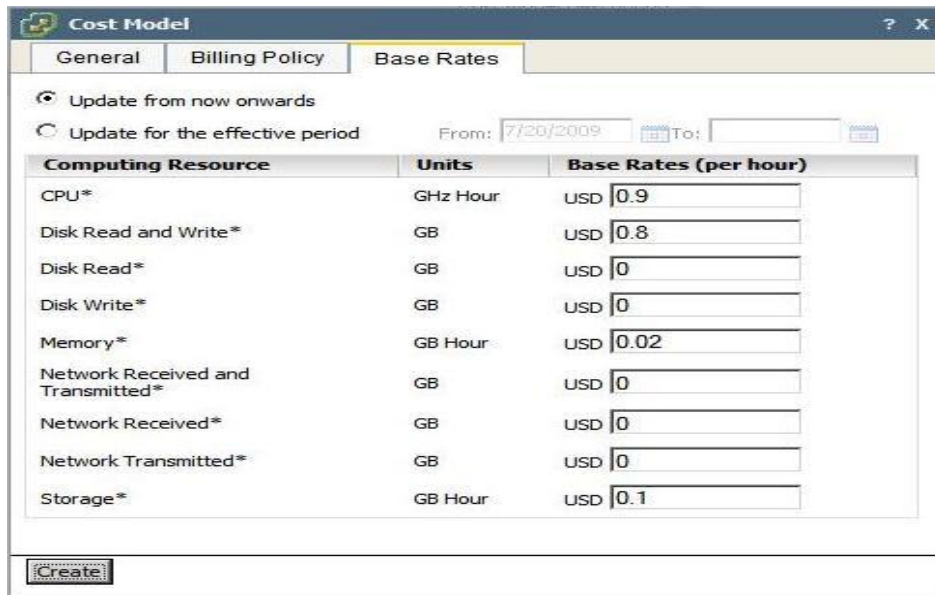 Cost Model ? X
General Billing Policy Base Rates
Update from now onwards
Update for the effective period From: 7/20/2009 To:
Computing Resource Units Base Rates (per hour)
CPU* GHz Hour USD 0.9
Disk Read and Write* GB USD 0.8
Disk Read* GB USD 0
Disk Write* GB USD 0
Memory* GB Hour USD 0.02
Network Received and
Transmitted* GB USD 0
Network Received* GB USD 0
Network Transmitted* GB USD 0
Storage* GB Hour USD 0.1
Create